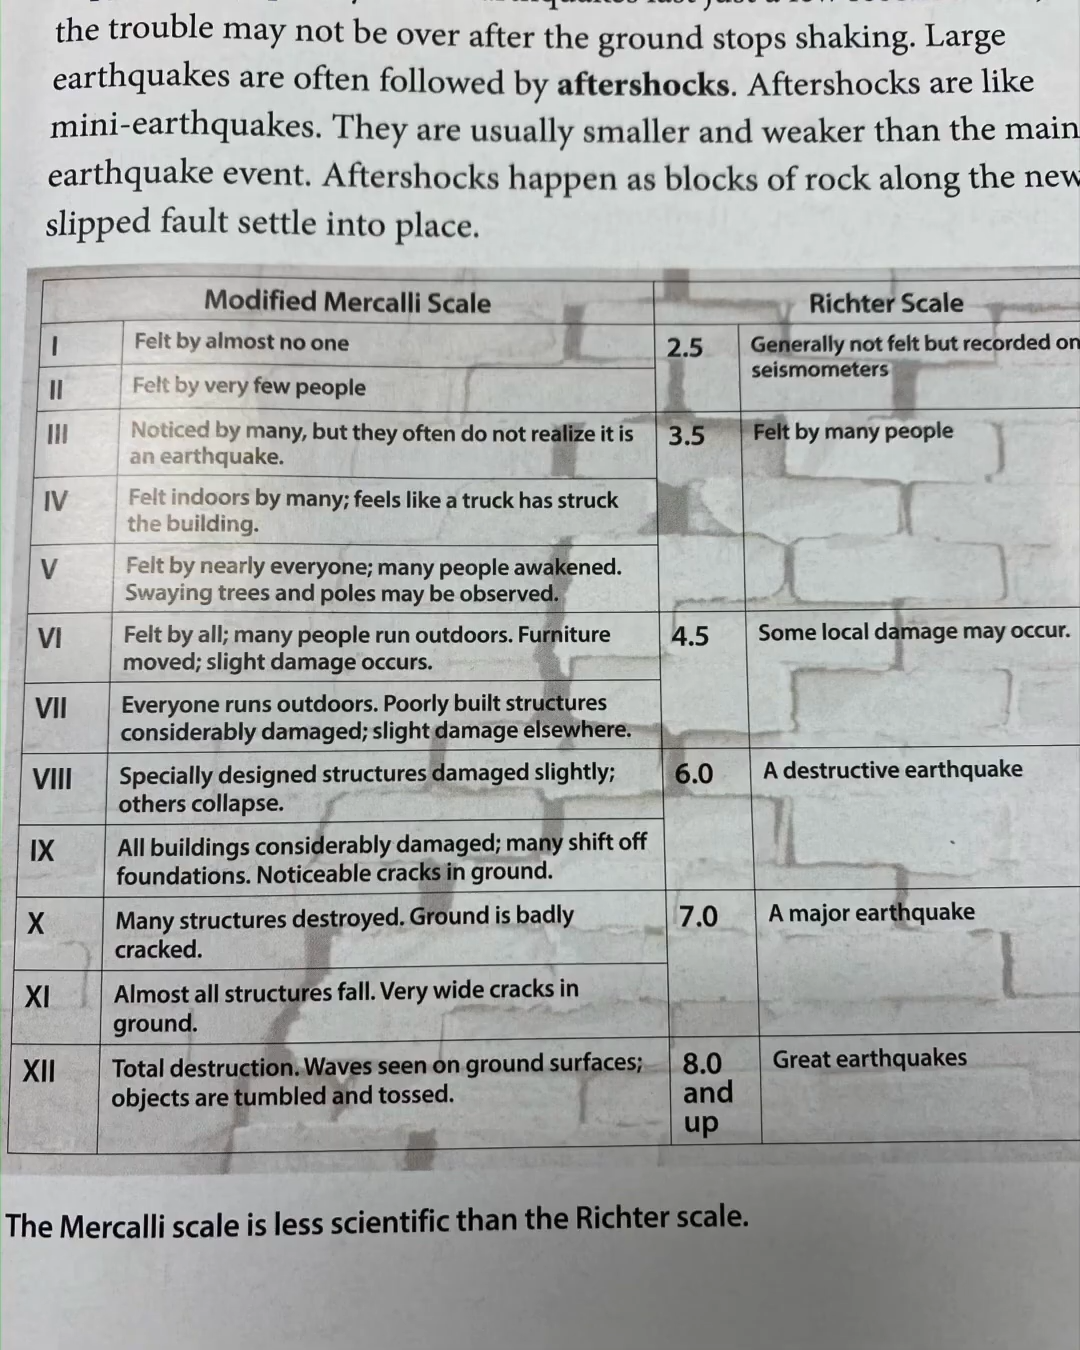 the trouble may not be over after the ground stops shaking. Large
earthquakes are often followed by aftershocks. Aftershocks are like
mini-earthquakes. They are usually smaller and weaker than the main
earthquake event. Aftershocks happen as blocks of rock along the new
slipped fault settle into place.
Modified Mercalli Scale
Richter Scale
I
Felt by almost no one
2.5
Generally not felt but recorded on
seismometers
II
Felt by very few people
III
Noticed by many, but they often do not realize it is
an earthquake.
3.5
Felt by many people
IV
Felt indoors by many; feels like a truck has struck
the building.
V
Felt by nearly everyone; many people awakened.
Swaying trees and poles may be observed.
VI
Felt by all; many people run outdoors. Furniture
moved; slight damage occurs.
4.5
Some local damage may occur.
VII
Everyone runs outdoors. Poorly built structures
considerably damaged; slight damage elsewhere.
VIII
Specially designed structures damaged slightly;
others collapse.
6.0
A destructive earthquake
IX
All buildings considerably damaged; many shift off
foundations. Noticeable cracks in ground.
X
Many structures destroyed. Ground is badly
cracked.
7.0
A major earthquake
XI
Almost all structures fall. Very wide cracks in
ground.
XII
Total destruction. Waves seen on ground surfaces;
objects are tumbled and tossed.
8.0
and
up
Great earthquakes
The Mercalli scale is less scientific than the Richter scale.